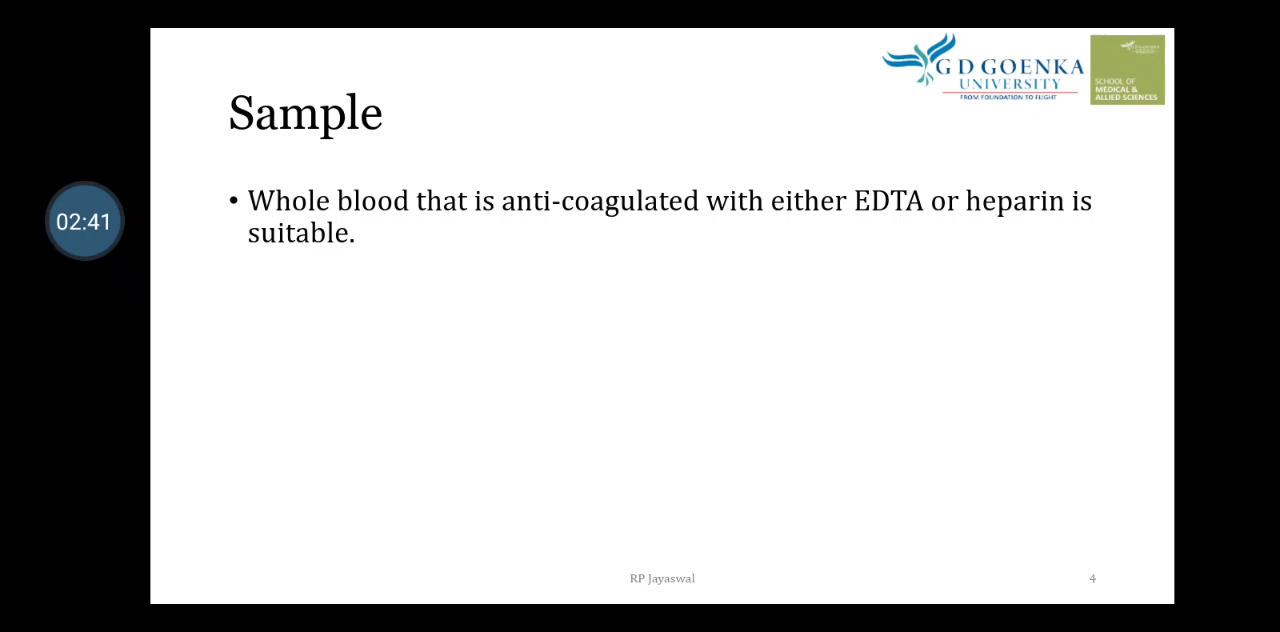 G D GOENKA
UNIVERSITY
FROM FOUNDATION TO FLIGHT
SCHOOL OF
MEDICAL &
ALLIED SCIENCES
Sample
02:41
• Whole blood that is anti-coagulated with either EDTA or heparin is
suitable.
RP Jayaswal
4